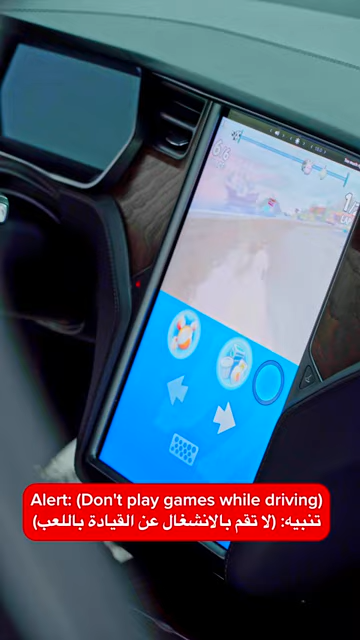 Alert: (Don't play games while driving)
تنبيه: (لا تقم بالانشغال عن القيادة باللعب)